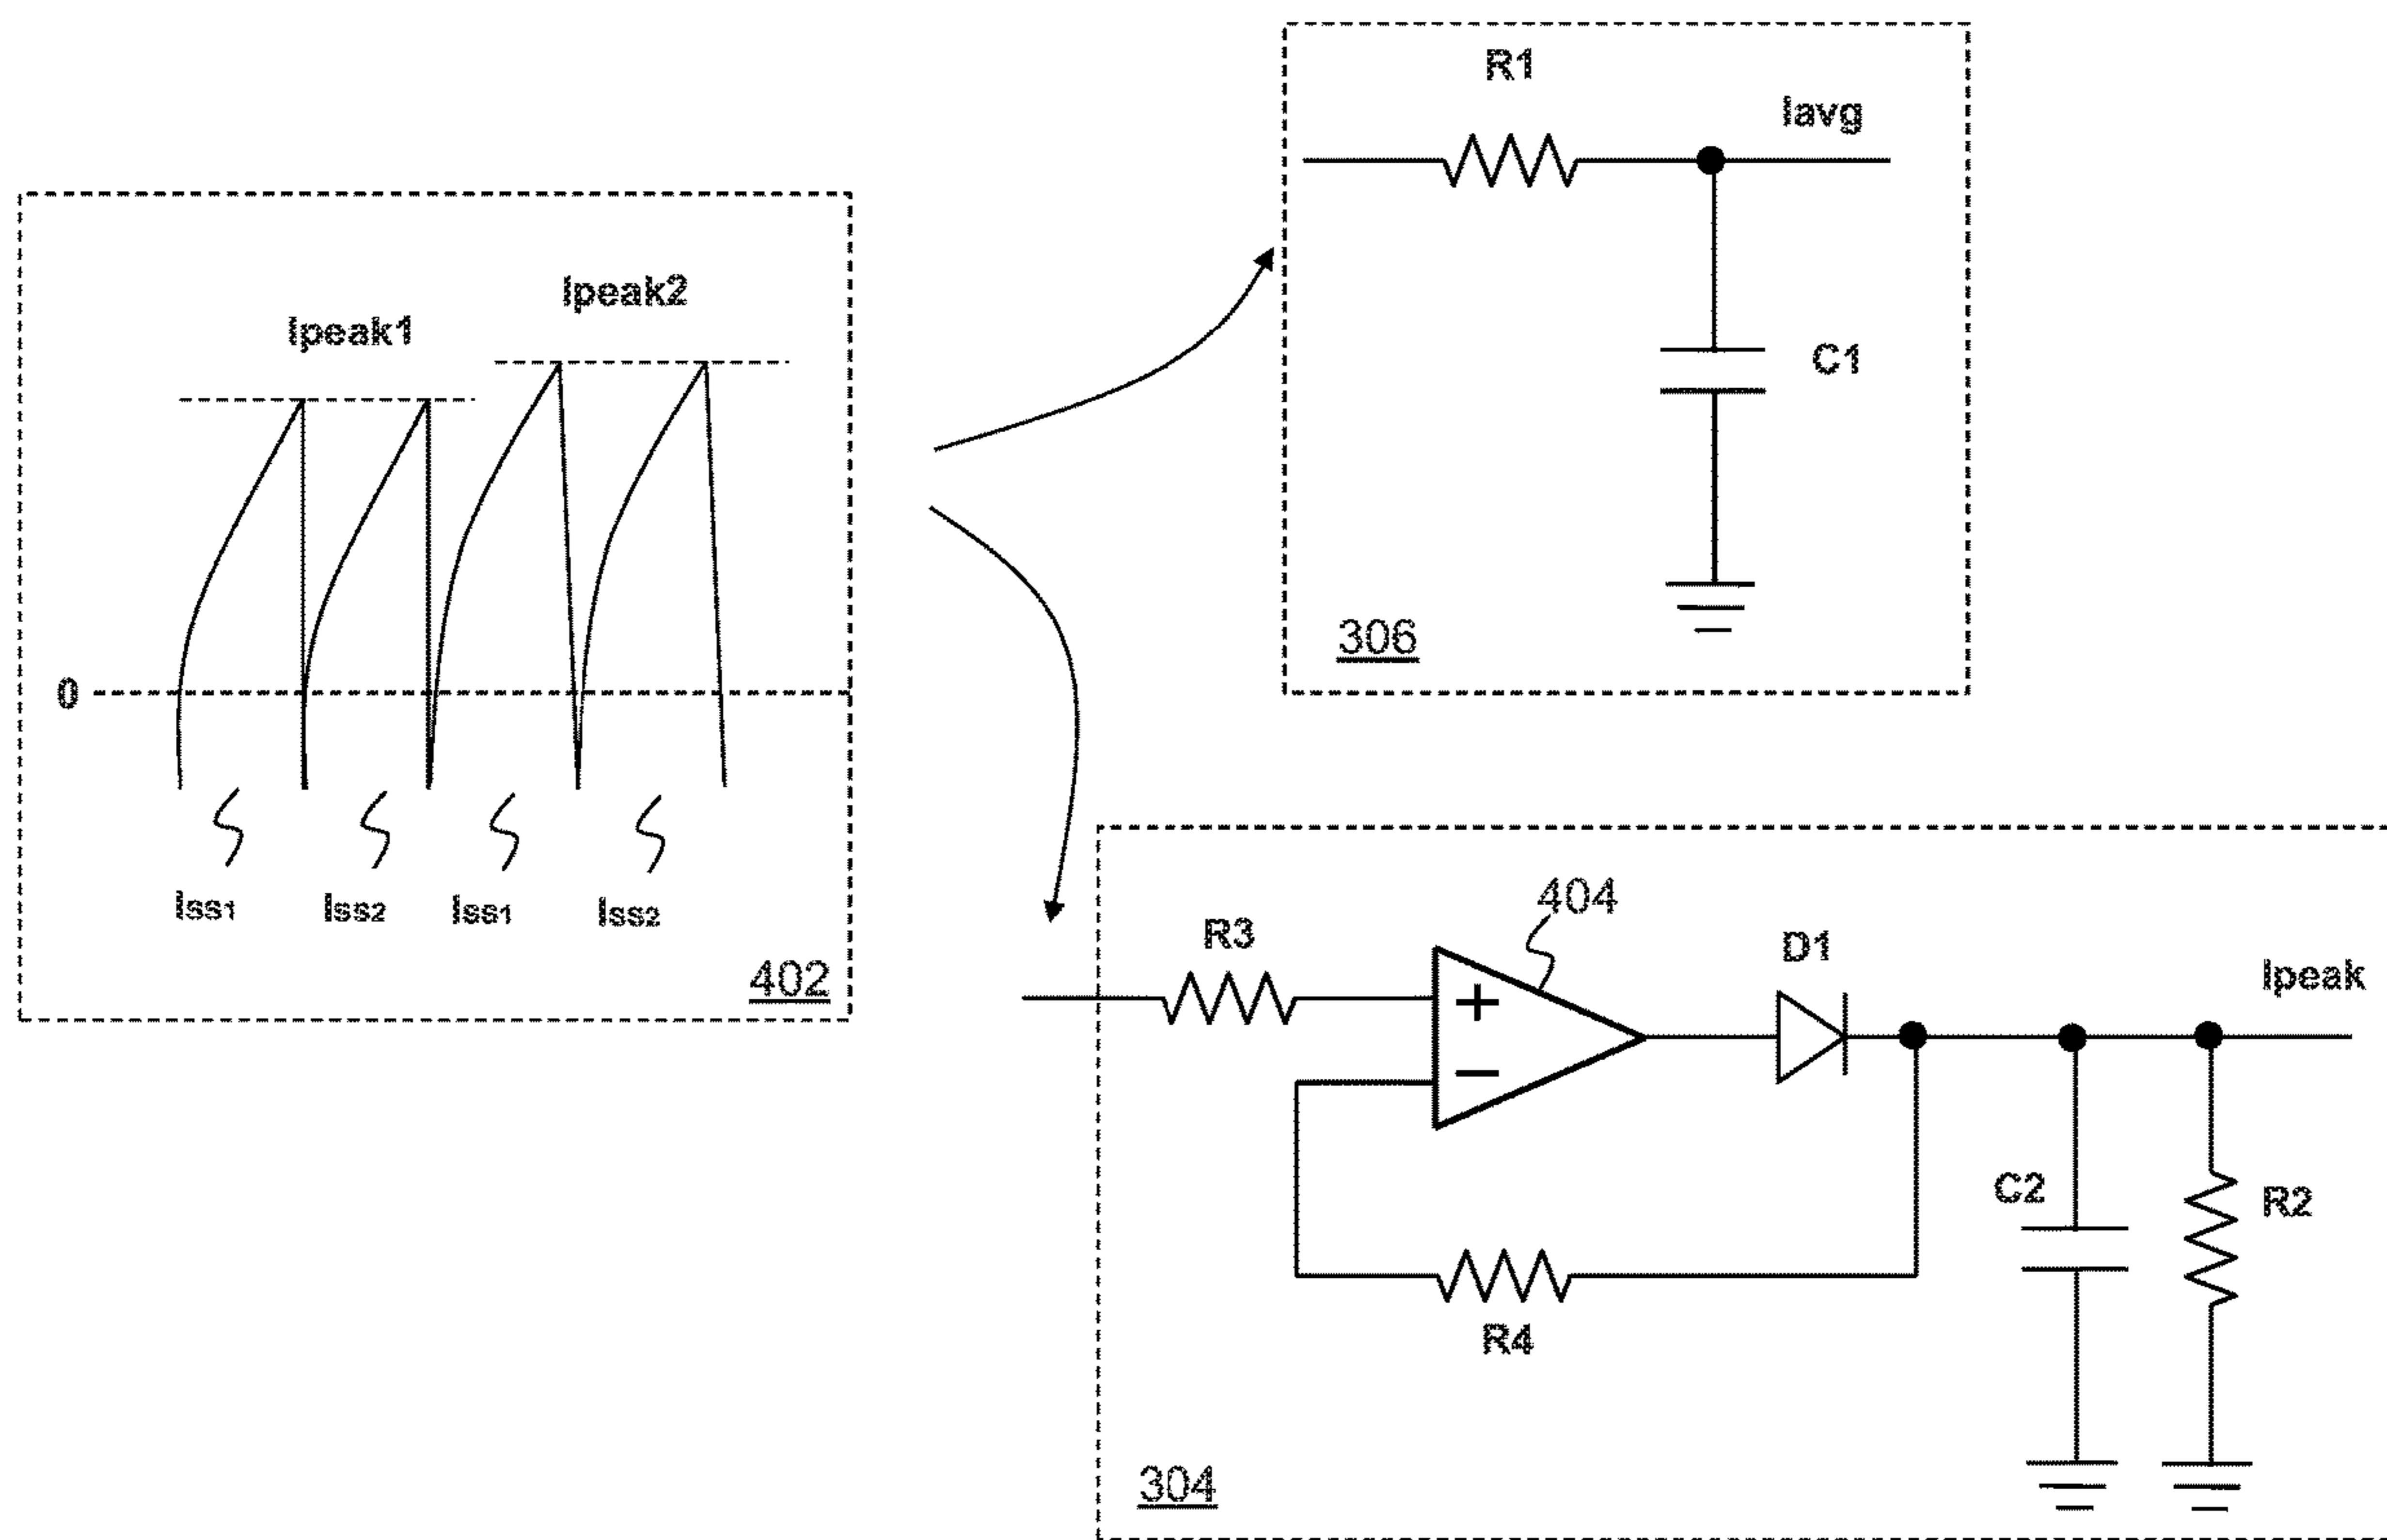 Ipeak1
Ipeak2
0
Iss1
Iss2
Iss1
Iss2
402
R1
Iavg
C1
306
R3
404
+
−
D1
Ipeak
R4
C2
R2
304